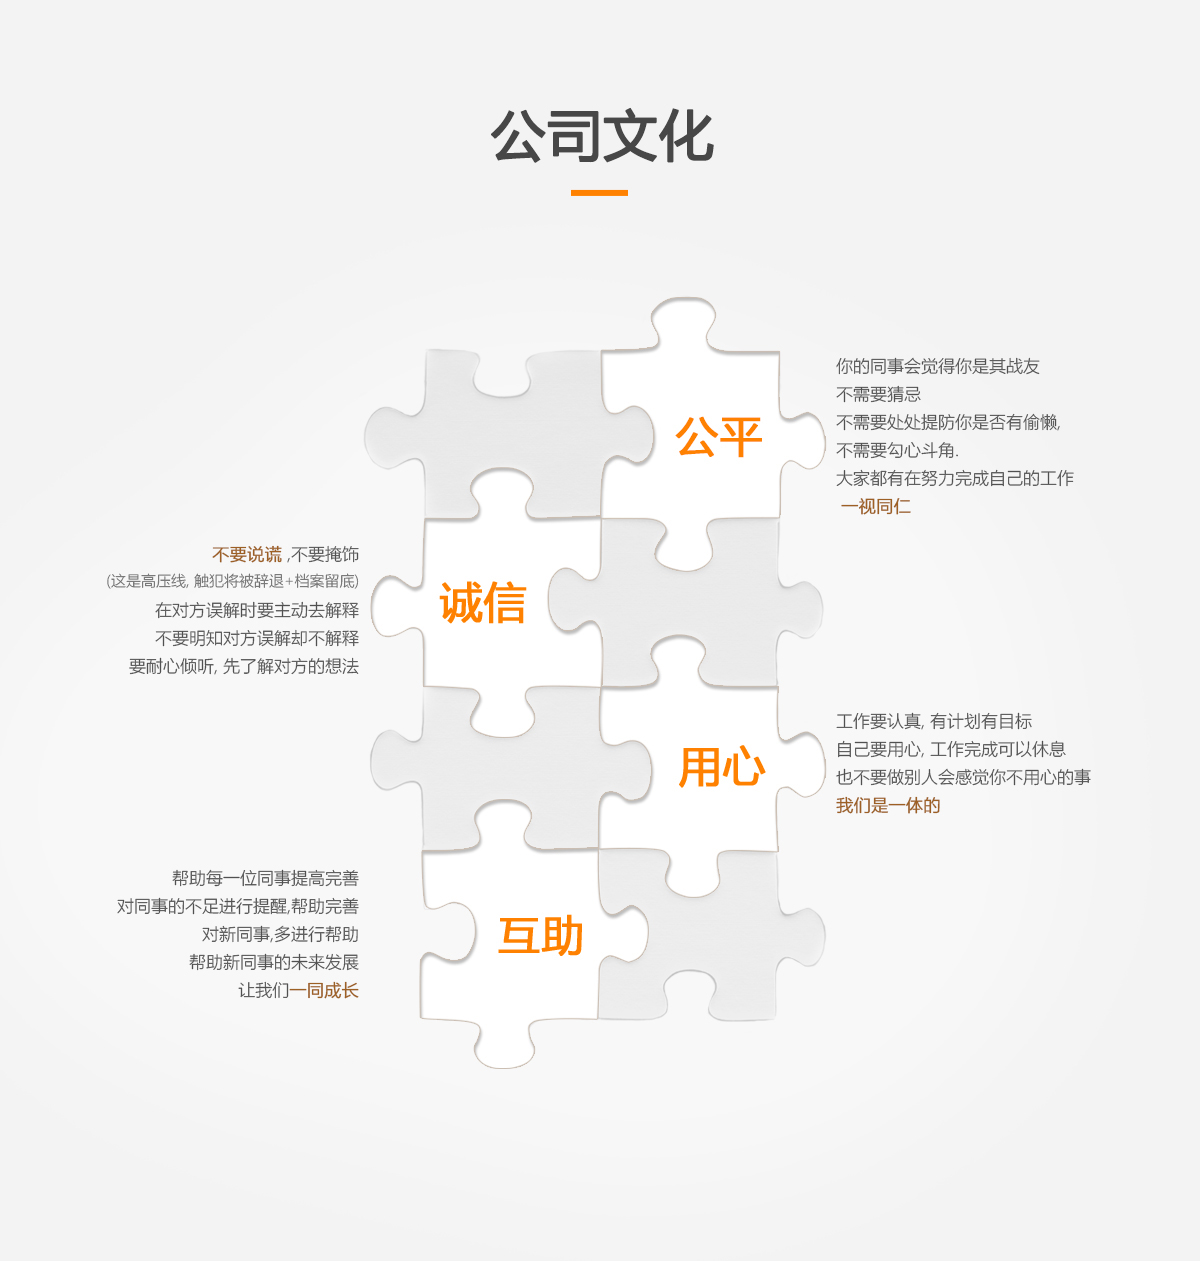 公司文化
公平
你的同事会觉得你是其战友
不需要猜忌
不需要处处提防你是否有偷懒,
不需要勾心斗角.
大家都有在努力完成自己的工作
一视同仁
诚信
不要说谎 ,不要掩饰
(这是高压线, 触犯将被辞退+档案留底)
在对方误解时要主动去解释
不要明知对方误解却不解释
要耐心倾听, 先了解对方的想法
用心
工作要认真, 有计划有目标
自己要用心, 工作完成可以休息
也不要做别人会感觉你不用心的事
我们是一体的
互助
帮助每一位同事提高完善
对同事的不足进行提醒,帮助完善
对新同事,多进行帮助
帮助新同事的未来发展
让我们一同成长